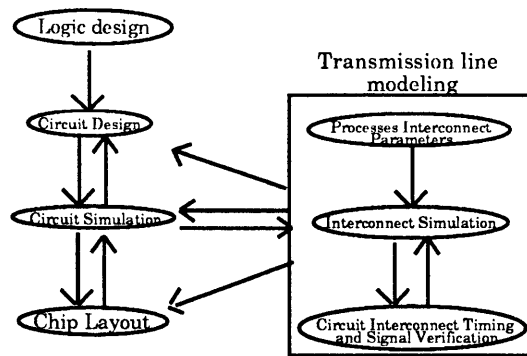 Logic design
Transmission line
modeling
Circuit Design
Processes Interconnect
Parameters
Circuit Simulation
Interconnect Simulation
Chip Layout
Circuit Interconnect Timing
and Signal Verification